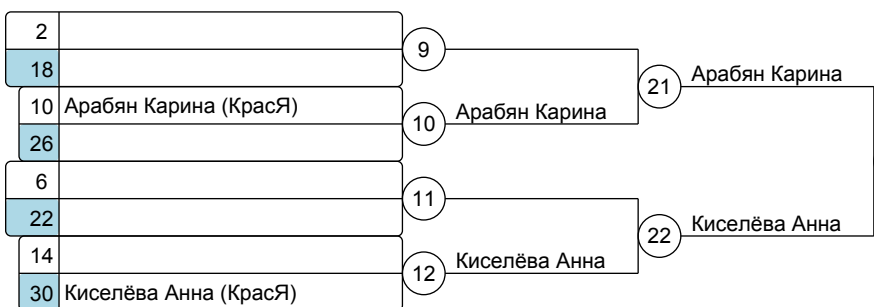 2
9
18
21 Арабян Карина
10 Арабян Карина (КрасЯ)
10 Арабян Карина
26
6
11
22
22 Киселёва Анна
14
12 Киселёва Анна
30 Киселёва Анна (КрасЯ)